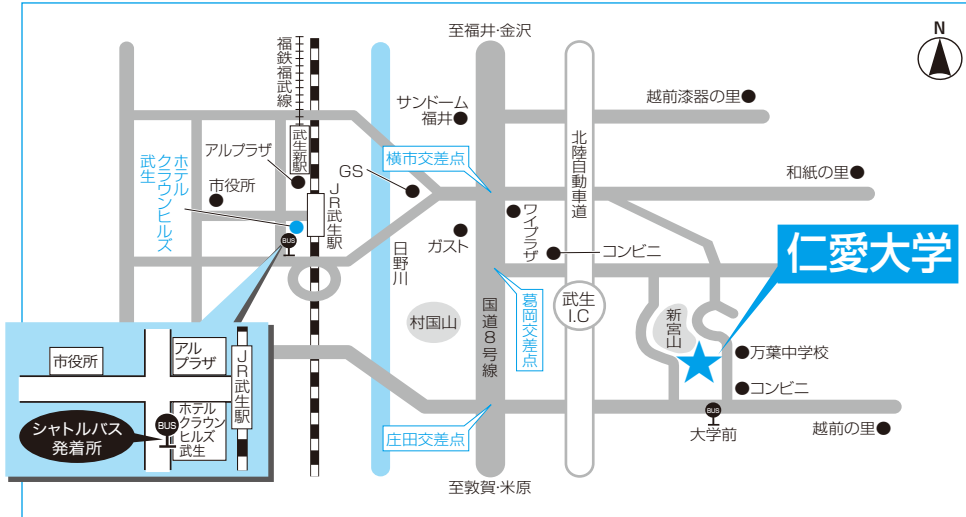 至福井・金沢
N
福鉄福武線
サンドーム
福井
越前漆器の里
北陸自動車道
武生新駅
アルプラザ
横市交差点
GS
和紙の里
ホテル
クラウンヒルズ
武生
市役所
JR武生駅
ワイプラザ
BUS
日野川
ガスト
コンビニ
仁愛大学
国道8号線
葛岡交差点
武生
I.C
村国山
新宮山
万葉中学校
コンビニ
市役所
アル
プラザ
JR武生駅
ホテル
クラウン
ヒルズ
武生
BUS
シャトルバス
発着所
庄田交差点
BUS
大学前
越前の里
至敦賀・米原